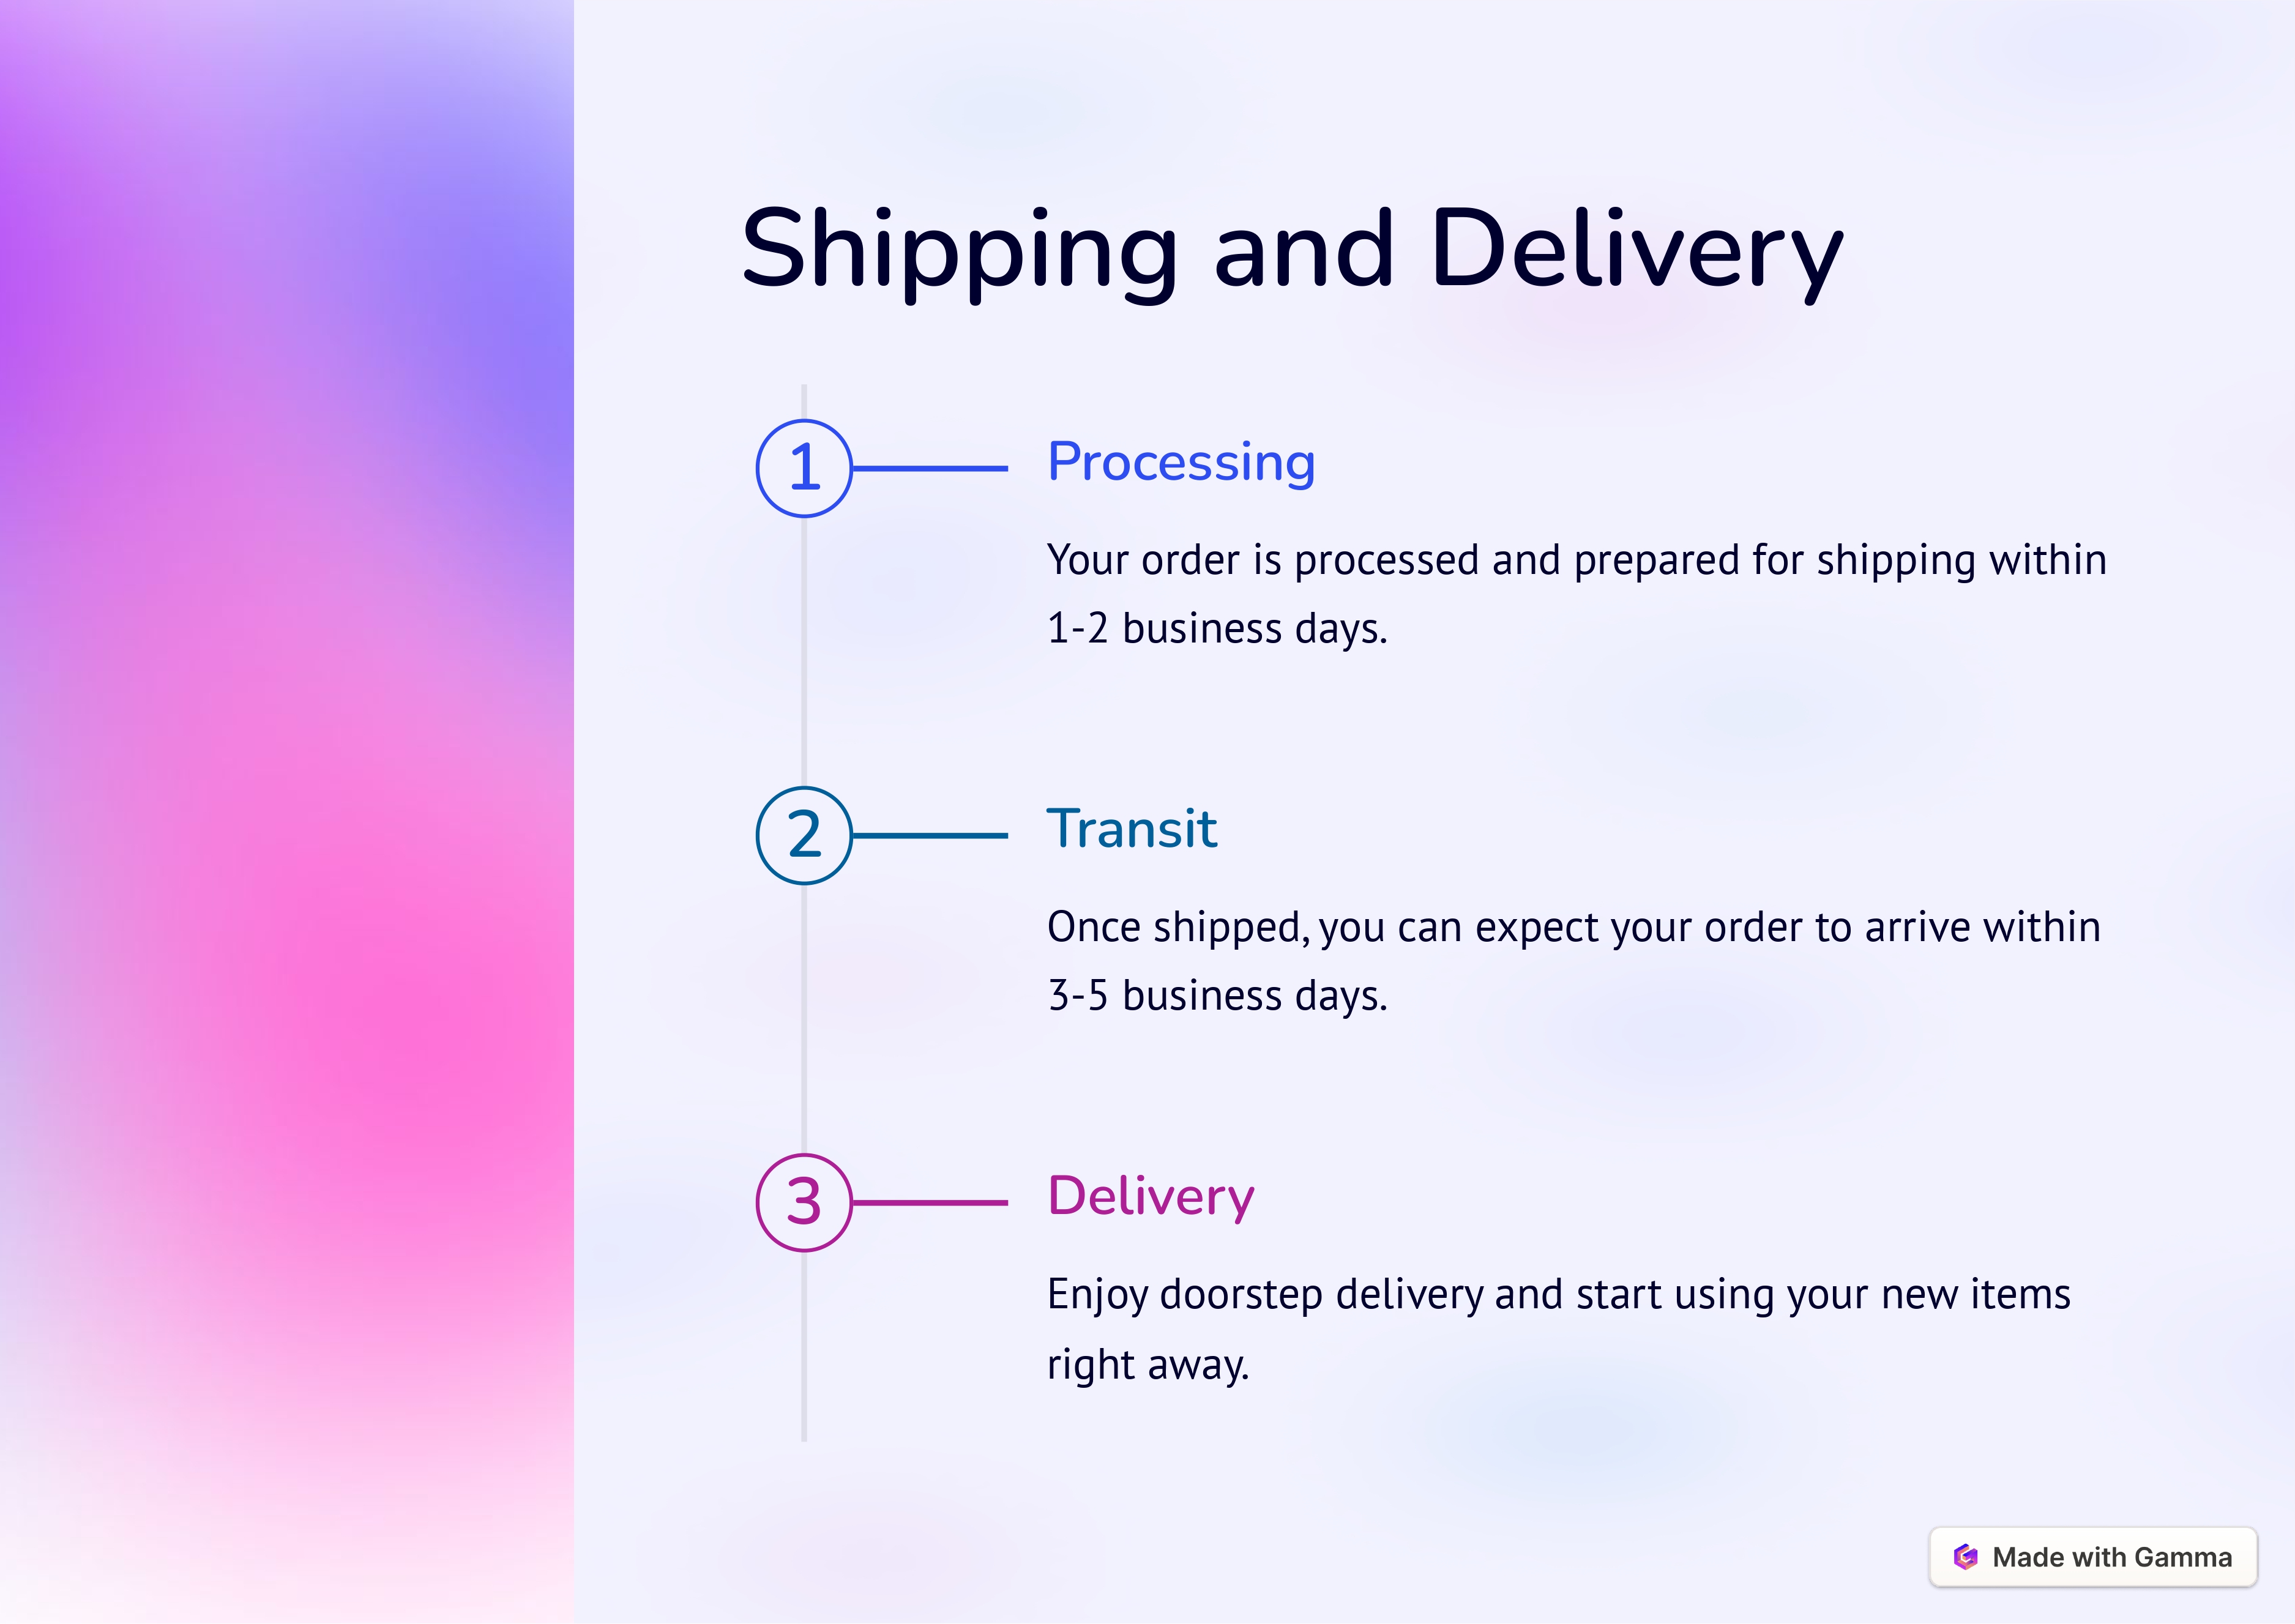 Shipping and Delivery
1
Processing
Your order is processed and prepared for shipping within
1-2 business days.
2
Transit
Once shipped, you can expect your order to arrive within
3-5 business days.
3
Delivery
Enjoy doorstep delivery and start using your new items
right away.
Made with Gamma